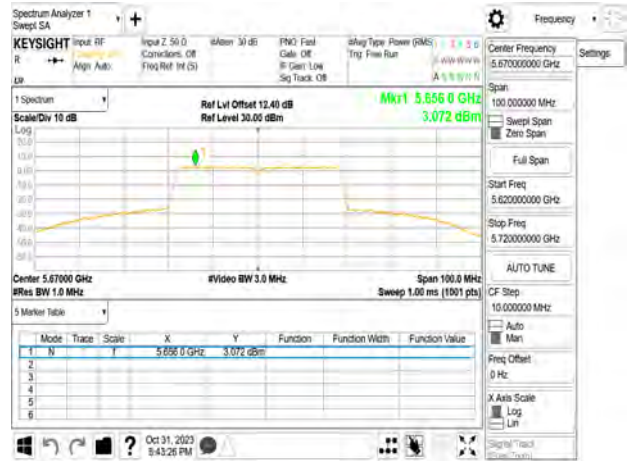 Spectrum Analyzer 1
Swept SA
Frequency
KEYSIGHT
Input: RF
Input Z: 50 Ω
#Atten: 30 dB
PNO: Fast
#Avg Type: Power (RMS)
R
Align: Auto
Corrections: Off
Freq Ref: Int (S)
Gate: Off
IF Gain: Low
Sig Track: Off
Trig: Free Run
1 Spectrum
Scale/Div 10 dB
Ref Lvl Offset 12.40 dB
Ref Level 30.00 dBm
Mkr1 5.656 0 GHz
3.072 dBm
Log
20.0
10.0
0.00
Center 5.67000 GHz
#Res BW 1.0 MHz
#Video BW 3.0 MHz
Span 100.0 MHz
Sweep 1.00 ms (1001 pts)
5 Marker Table
Mode Trace Scale X Y Function Function Width Function Value
1 N f 5.656 0 GHz 3.072 dBm
2
3
4
5
6
Oct 31, 2023
5:43:26 PM
Center Frequency
5.670000000 GHz
Settings
Span
100.000000 MHz
Swept Span
Zero Span
Full Span
Start Freq
5.620000000 GHz
Stop Freq
5.720000000 GHz
AUTO TUNE
CF Step
10.000000 MHz
Auto
Man
Freq Offset
0 Hz
X Axis Scale
Log
Lin